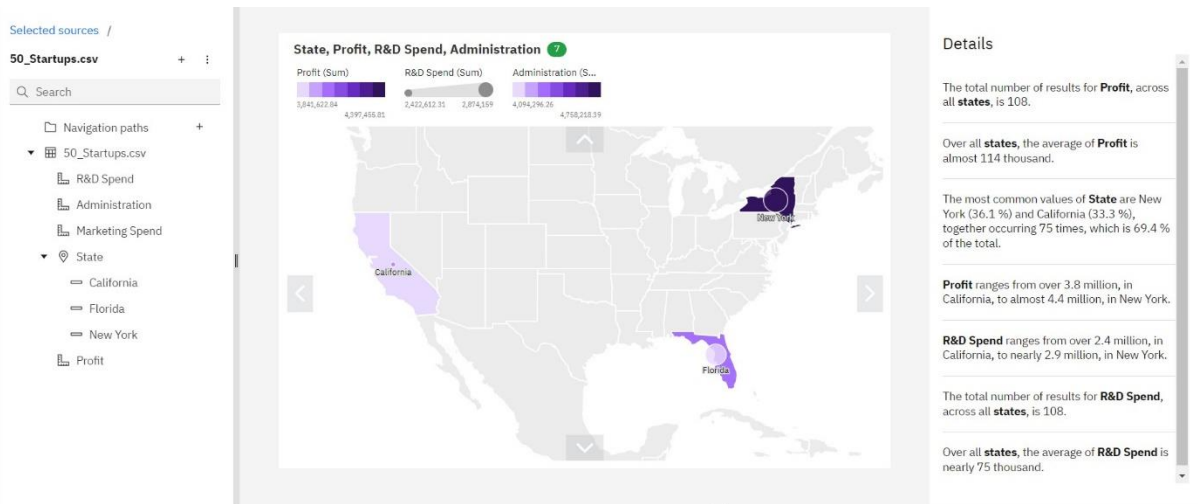 Selected sources /
50_Startups.csv
Search
Navigation paths
50_Startups.csv
R&D Spend
Administration
Marketing Spend
State
California
Florida
New York
Profit
State, Profit, R&D Spend, Administration 7
Profit (Sum) R&D Spend (Sum) Administration (S...
3,841,622.84 2,422,612.31 2,874,159 4,094,296.26
4,397,456.01 4,758,218.39
New York
California
Florida
Details
The total number of results for Profit, across
all states, is 108.
Over all states, the average of Profit is
almost 114 thousand.
The most common values of State are New
York (36.1 %) and California (33.3 %),
together occurring 75 times, which is 69.4 %
of the total.
Profit ranges from over 3.8 million, in
California, to almost 4.4 million, in New York.
R&D Spend ranges from over 2.4 million, in
California, to nearly 2.9 million, in New York.
The total number of results for R&D Spend,
across all states, is 108.
Over all states, the average of R&D Spend is
nearly 75 thousand.